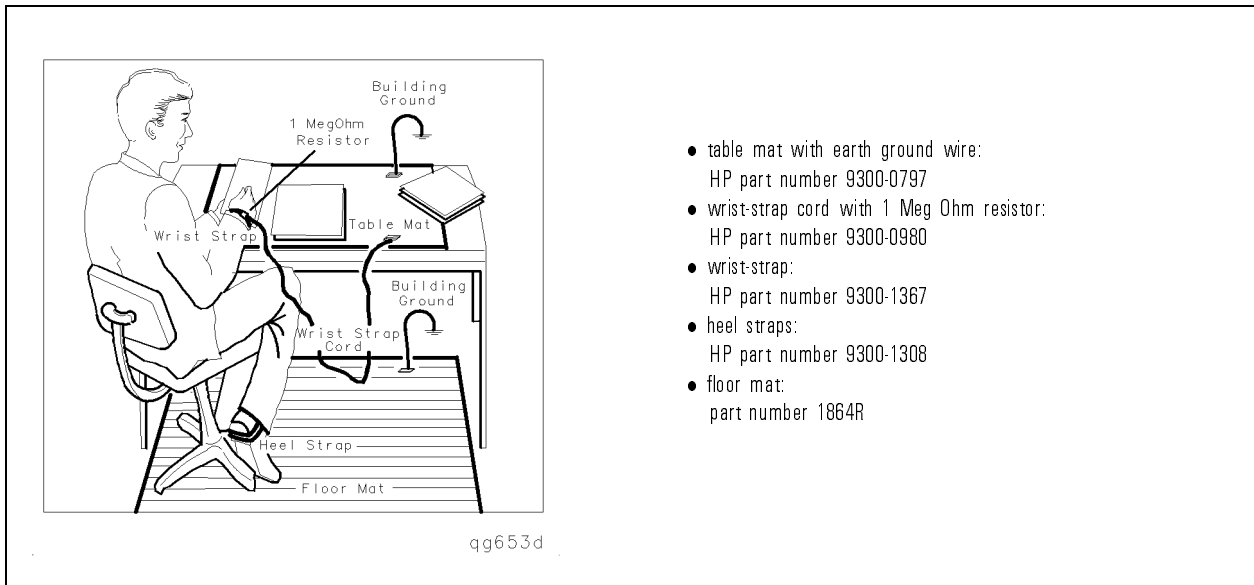 Building
Ground
1 MegOhm
Resistor
Table Mat
Wrist Strap
Building
Ground
Wrist Strap
Cord
Heel Strap
Floor Mat
qg653d
● table mat with earth ground wire:
HP part number 9300-0797
● wrist-strap cord with 1 Meg Ohm resistor:
HP part number 9300-0980
● wrist-strap:
HP part number 9300-1367
● heel straps:
HP part number 9300-1308
● floor mat:
part number 1864R